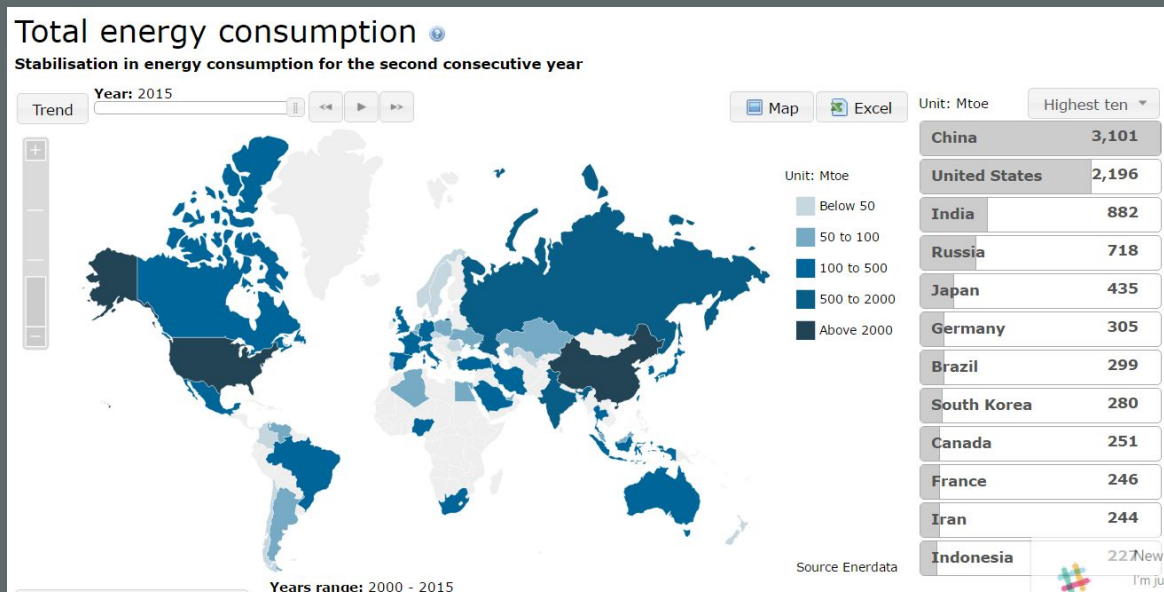 Total energy consumption ?
Stabilisation in energy consumption for the second consecutive year
Trend
Year: 2015
Map
Excel
Unit: Mtoe
Highest ten
Unit: Mtoe
Below 50
50 to 100
100 to 500
500 to 2000
Above 2000
China 3,101
United States 2,196
India 882
Russia 718
Japan 435
Germany 305
Brazil 299
South Korea 280
Canada 251
France 246
Iran 244
Indonesia 227
New
I'm ju
Source Enerdata
Years range: 2000 - 2015